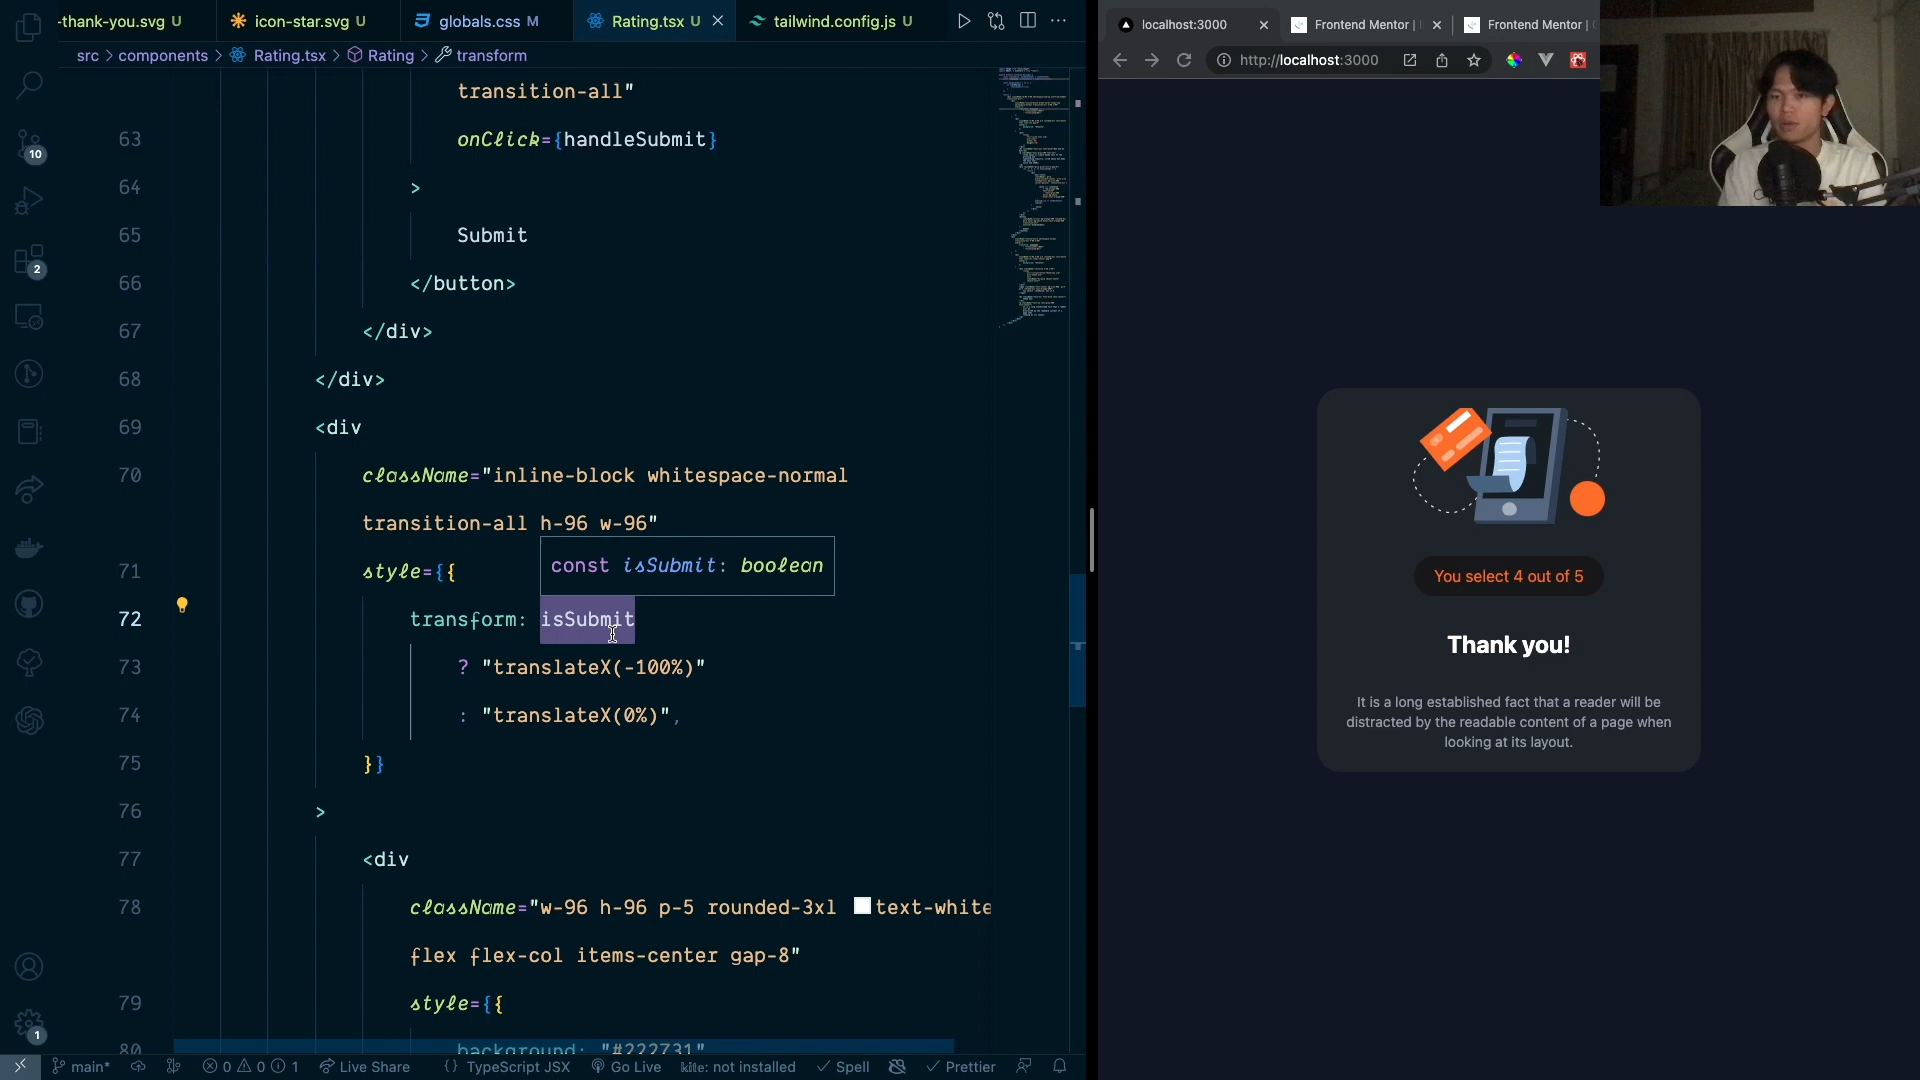 -thank-you.svg U
icon-star.svg U
globals.css M
Rating.tsx U
tailwind.config.js U
src > components > Rating.tsx > Rating > transform
transition-all"
63 onClick={handleSubmit}
64 >
65 Submit
66 </button>
67 </div>
68 </div>
69 <div
70 className="inline-block whitespace-normal
transition-all h-96 w-96"
const isSubmit: boolean
71 style={{
72 transform: isSubmit
73 ? "translateX(-100%)"
74 : "translateX(0%)",
75 }}
76 >
77 <div
78 className="w-96 h-96 p-5 rounded-3xl text-white
flex flex-col items-center gap-8"
79 style={{
80 background: "#222731"
10
2
1
main*
0 0 1
Live Share
{} TypeScript JSX
Go Live
kite: not installed
Spell
Prettier
localhost:3000
Frontend Mentor |
Frontend Mentor |
http://localhost:3000
You select 4 out of 5
Thank you!
It is a long established fact that a reader will be
distracted by the readable content of a page when
looking at its layout.